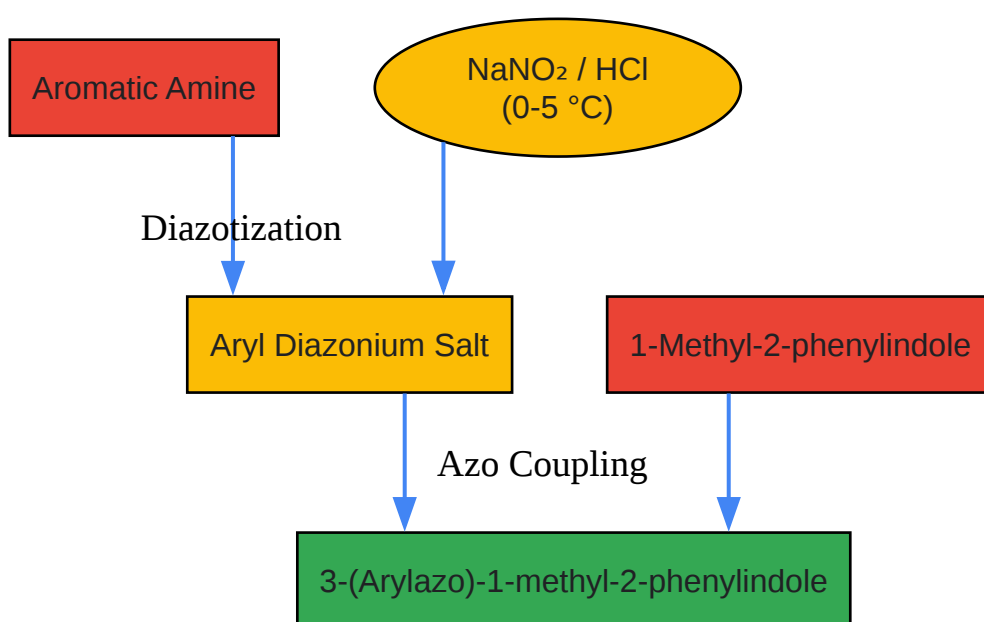 Aromatic Amine
NaNO₂ / HCl
(0-5 °C)
Diazotization
Aryl Diazonium Salt
1-Methyl-2-phenylindole
Azo Coupling
3-(Arylazo)-1-methyl-2-phenylindole